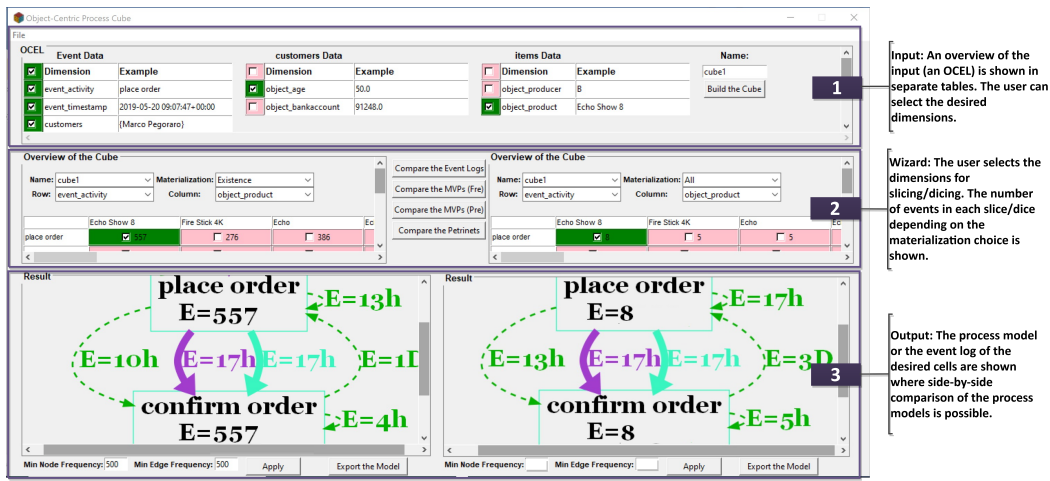 Object-Centric Process Cube
File
OCEL
Event Data
customers Data
items Data
Name:
Dimension Example
Dimension Example
Dimension Example
cube1
event_activity place order
object_age 50.0
object_producer B
Build the Cube
event_timestamp 2019-05-20 09:07:47+00:00
object_bankaccount 91248.0
object_product Echo Show 8
customers {Marco Pegoraro}
1
Input: An overview of the
input (an OCEL) is shown in
separate tables. The user can
select the desired
dimensions.
Overview of the Cube
Name: cube1 Materialization: Existence
Row: event_activity Column: object_product
Echo Show 8 Fire Stick 4K Echo Ec
place order 557 276 386
Compare the Event Logs
Compare the MVPs (Fre)
Compare the MVPs (Pre)
Compare the Petrinets
Overview of the Cube
Name: cube1 Materialization: All
Row: event_activity Column: object_product
Echo Show 8 Fire Stick 4K Echo Ec
place order 8 5 5
2
Wizard: The user selects the
dimensions for
slicing/dicing. The number
of events in each slice/dice
depending on the
materialization choice is
shown.
Result
place order
E=557
E=13h
E=10h
E=17h
E=17h
E=1D
confirm order
E=557
E=4h
Min Node Frequency: 500 Min Edge Frequency: 500 Apply Export the Model
Result
place order
E=8
E=17h
E=13h
E=17h
E=17h
E=3D
confirm order
E=8
E=5h
Min Node Frequency: Min Edge Frequency: Apply Export the Model
3
Output: The process model
or the event log of the
desired cells are shown
where side-by-side
comparison of the process
models is possible.